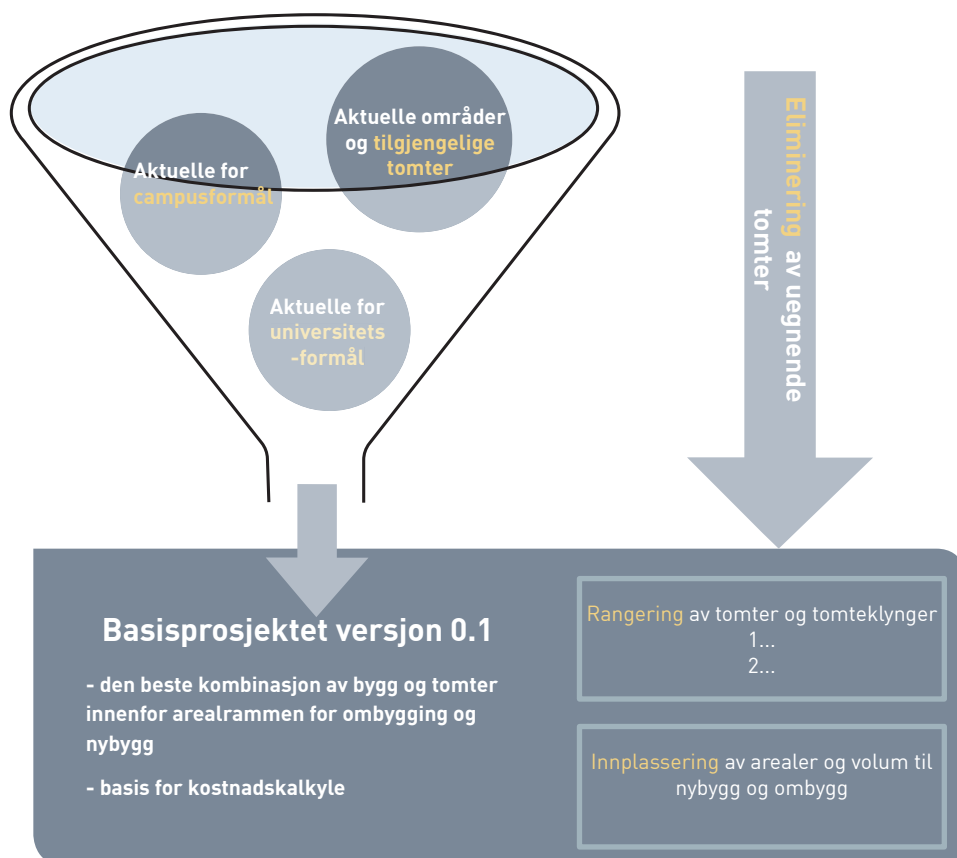 Aktuelle områder
og tilgjengelige
tomter
Aktuelle for
campusformål
Aktuelle for
universitets
-formål
Eliminering av uegnende
tomter
Basisprosjektet versjon 0.1
- den beste kombinasjon av bygg og tomter
innenfor arealrammen for ombygging og
nybygg
- basis for kostnadskalkyle
Rangering av tomter og tomteklynger
1...
2...
Innplassering av arealer og volum til
nybygg og ombygg